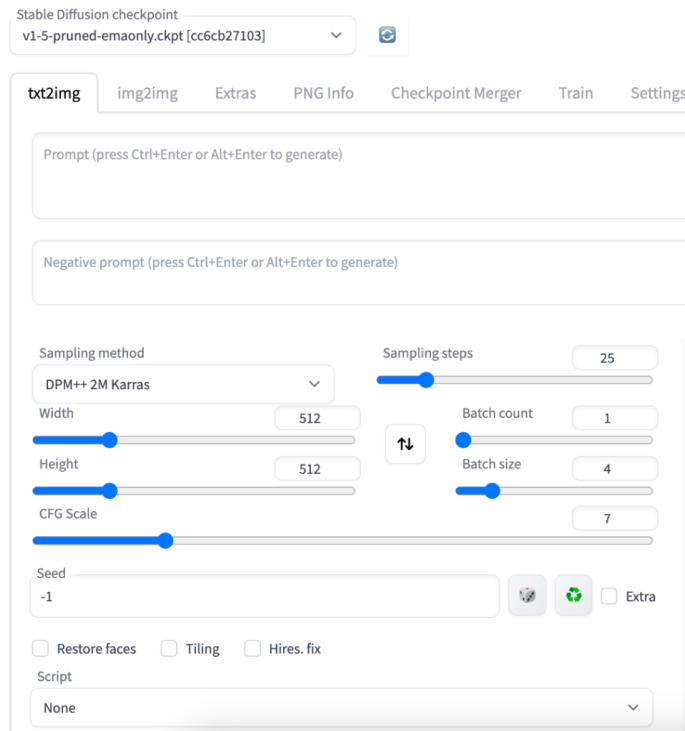 Stable Diffusion checkpoint
v1-5-pruned-emaonly.ckpt [cc6cb27103]
txt2img img2img Extras PNG Info Checkpoint Merger Train Settings
Prompt (press Ctrl+Enter or Alt+Enter to generate)
Negative prompt (press Ctrl+Enter or Alt+Enter to generate)
Sampling method Sampling steps 25
DPM++ 2M Karras
Width 512 Batch count 1
Height 512 Batch size 4
CFG Scale 7
Seed
-1 Extra
Restore faces Tiling Hires. fix
Script
None